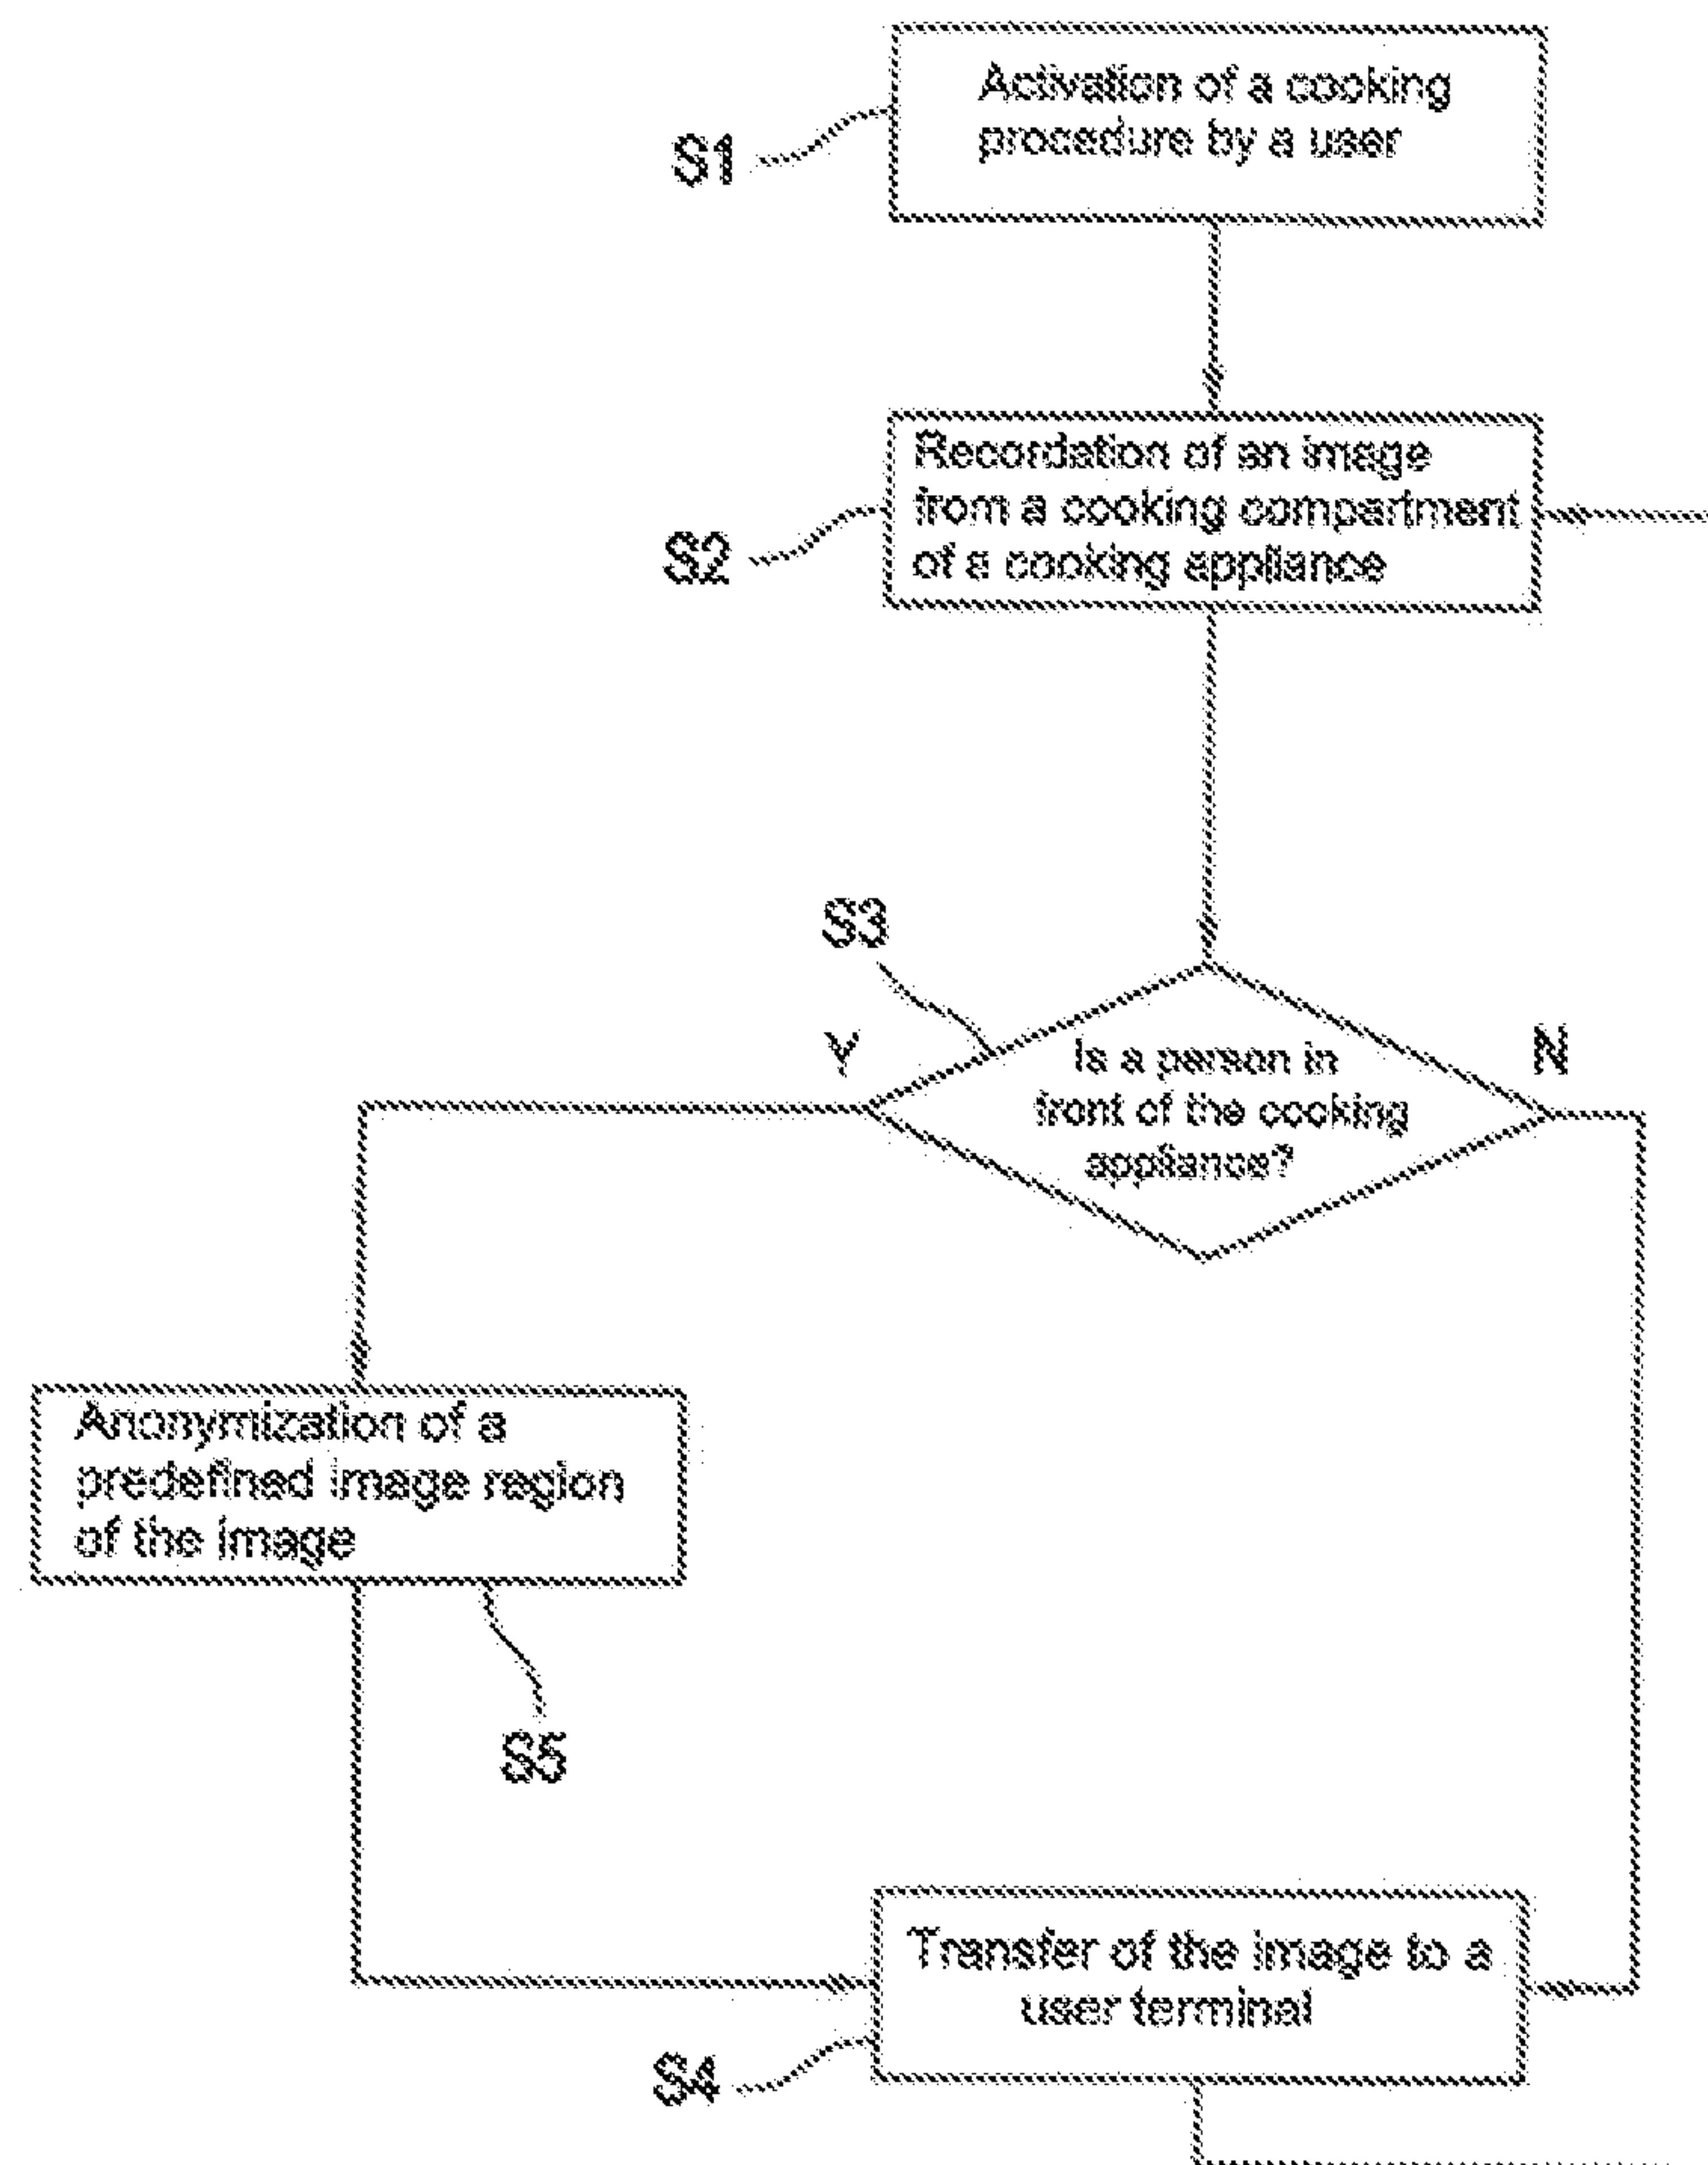 Activation of a cooking
procedure by a user
S1
Recordation of an image
from a cooking compartment
of a cooking appliance
S2
S3
Y
N
Is a person in
front of the cooking
appliance?
Anonymization of a
predefined image region
of the image
S5
Transfer of the image to a
user terminal
S4